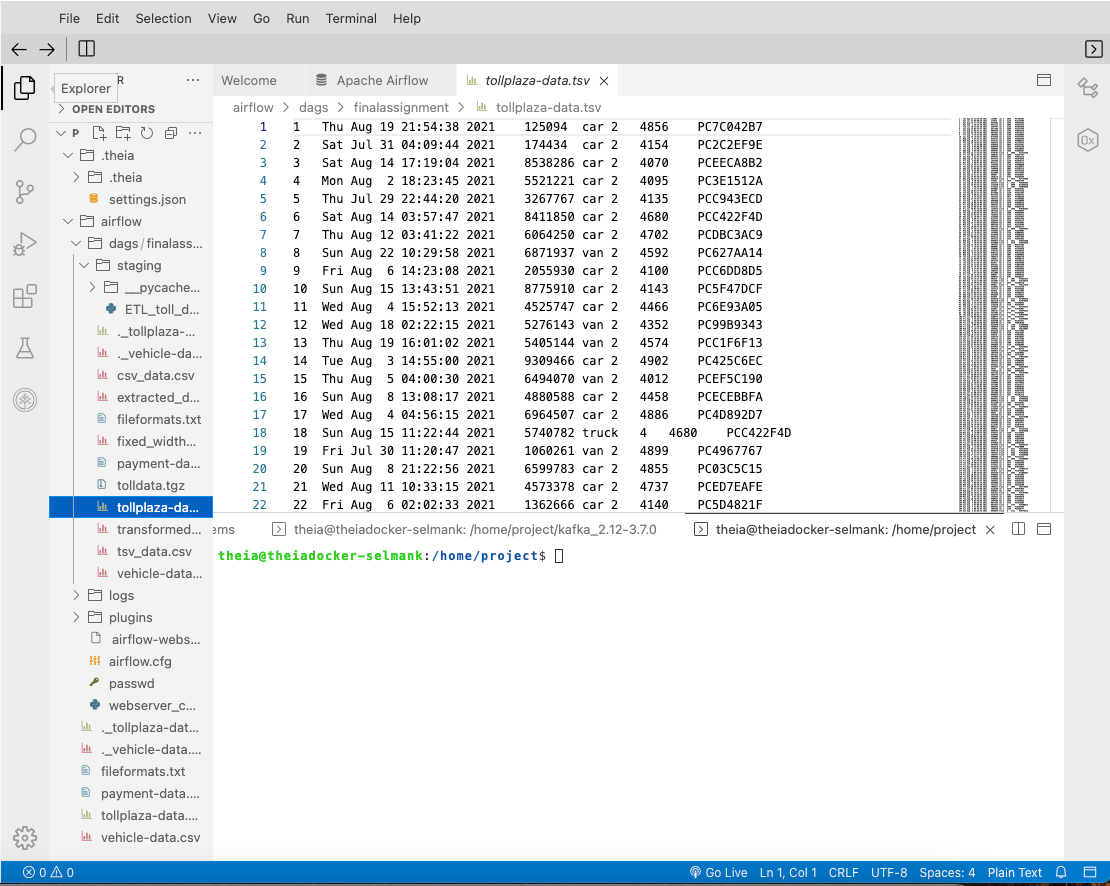 File Edit Selection View Go Run Terminal Help
Explorer
R
...
OPEN EDITORS
P
...
.theia
.theia
settings.json
airflow
dags/finalass...
staging
__pycache...
ETL_toll_d...
._tollplaza-...
._vehicle-da...
csv_data.csv
extracted_d...
fileformats.txt
fixed_width...
payment-da...
tolldata.tgz
tollplaza-da...
transformed...
tsv_data.csv
vehicle-data...
logs
plugins
airflow-webs...
airflow.cfg
passwd
webserver_c...
._tollplaza-dat...
._vehicle-data....
fileformats.txt
payment-data....
tollplaza-data....
vehicle-data.csv
Welcome Apache Airflow tollplaza-data.tsv
airflow > dags > finalassignment > tollplaza-data.tsv
1 1 Thu Aug 19 21:54:38 2021 125094 car 2 4856 PC7C042B7
2 2 Sat Jul 31 04:09:44 2021 174434 car 2 4154 PC2C2EF9E
3 3 Sat Aug 14 17:19:04 2021 8538286 car 2 4070 PCEECA8B2
4 4 Mon Aug 2 18:23:45 2021 5521221 car 2 4095 PC3E1512A
5 5 Thu Jul 29 22:44:20 2021 3267767 car 2 4135 PCC943ECD
6 6 Sat Aug 14 03:57:47 2021 8411850 car 2 4680 PCC422F4D
7 7 Thu Aug 12 03:41:22 2021 6064250 car 2 4702 PCDBC3AC9
8 8 Sun Aug 22 10:29:58 2021 6871937 van 2 4592 PC627AA14
9 9 Fri Aug 6 14:23:08 2021 2055930 car 2 4100 PCC6DD8D5
10 10 Sun Aug 15 13:43:51 2021 8775910 car 2 4143 PC5F47DCF
11 11 Wed Aug 4 15:52:13 2021 4525747 car 2 4466 PC6E93A05
12 12 Wed Aug 18 02:22:15 2021 5276143 van 2 4352 PC99B9343
13 13 Thu Aug 19 16:01:02 2021 5405144 van 2 4574 PCC1F6F13
14 14 Tue Aug 3 14:55:00 2021 9309466 car 2 4902 PC425C6EC
15 15 Thu Aug 5 04:00:30 2021 6494070 van 2 4012 PCEF5C190
16 16 Sun Aug 8 13:08:17 2021 4880588 car 2 4458 PCECEBBFA
17 17 Wed Aug 4 04:56:15 2021 6964507 car 2 4886 PC4D892D7
18 18 Sun Aug 15 11:22:44 2021 5740782 truck 4 4680 PCC422F4D
19 19 Fri Jul 30 11:20:47 2021 1060261 van 2 4899 PC4967767
20 20 Sun Aug 8 21:22:56 2021 6599783 car 2 4855 PC03C5C15
21 21 Wed Aug 11 10:33:15 2021 4573378 car 2 4737 PCED7EAFE
22 22 Fri Aug 6 02:02:33 2021 1362666 car 2 4140 PC5D4821F
ems theia@theiadocker-selmank: /home/project/kafka_2.12-3.7.0 theia@theiadocker-selmank: /home/project
theia@theiadocker-selmank:/home/project$
0x
0 0 Go Live Ln 1, Col 1 CRLF UTF-8 Spaces: 4 Plain Text